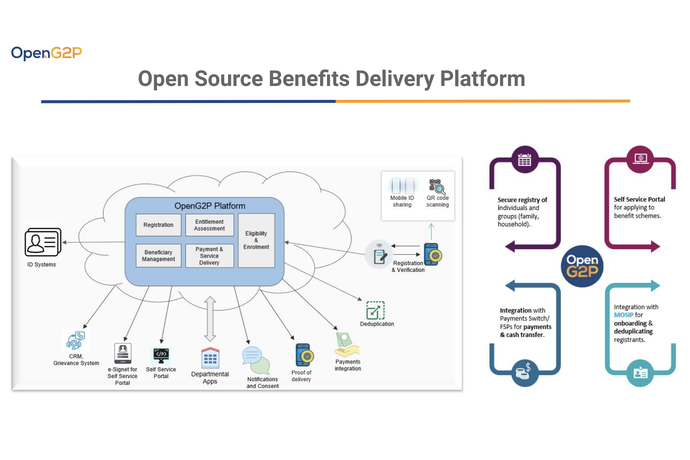 OpenG2P
Open Source Benefits Delivery Platform
OpenG2P Platform
Registration
Entitlement
Assessment
Eligibility
&
Enrolment
Beneficiary
Management
Payment &
Service
Delivery
ID Systems
Mobile ID
sharing
QR code
scanning
Registration
& Verification
Deduplication
CRM,
Grievance System
e-Signet for
Self Service
Portal
Self Service
Portal
Departmental
Apps
Notifications
and Consent
Proof of
delivery
Payments
integration
Secure registry of
individuals and
groups (family,
household).
Self Service Portal
for applying to
benefit schemes.
Open
G2P
Integration with
Payments Switch/
FSPs for payments
& cash transfer.
Integration with
MOSIP for
onboarding &
deduplicating
registrants.